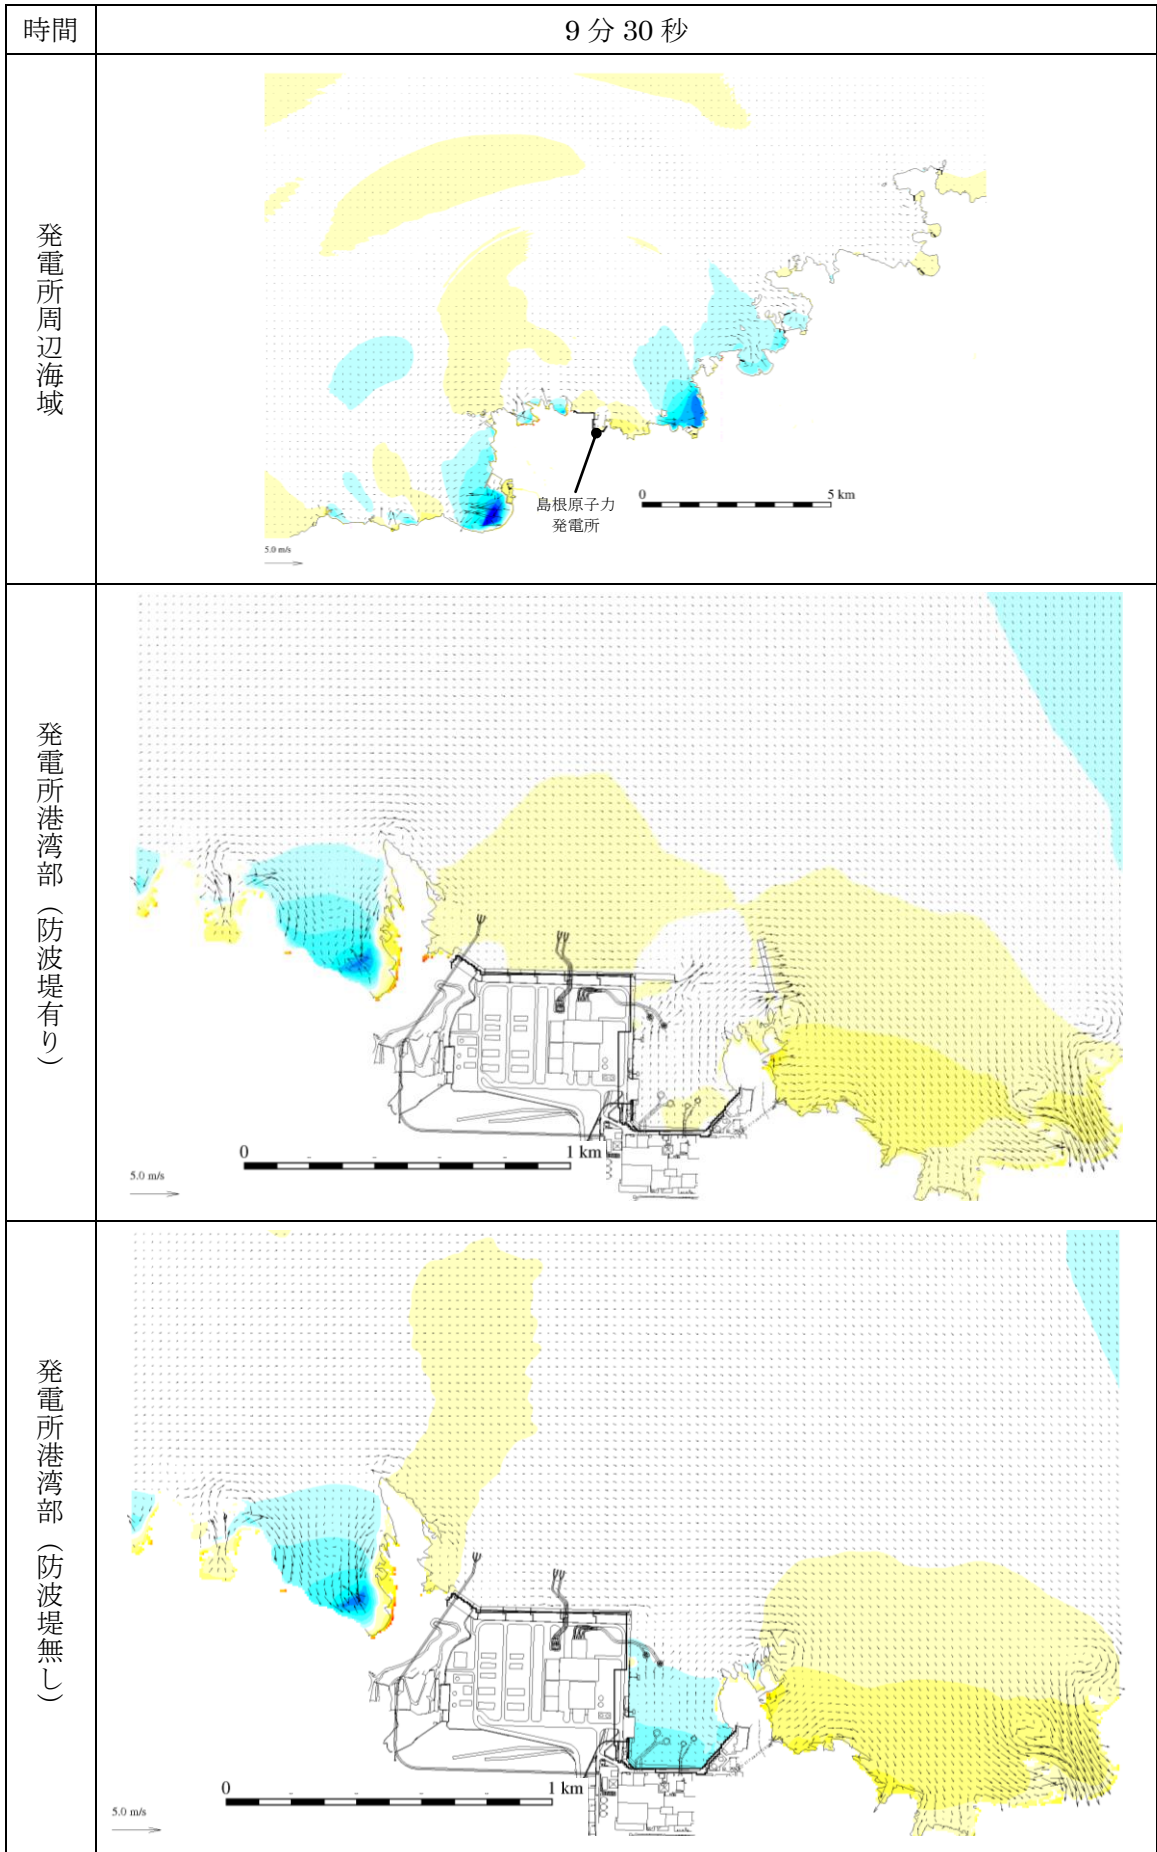 時間
9分30秒
発電所周辺海域
島根原子力
発電所
0 5 km
5.0 m/s
発電所港湾部（防波堤有り）
0 1 km
5.0 m/s
発電所港湾部（防波堤無し）
0 1 km
5.0 m/s